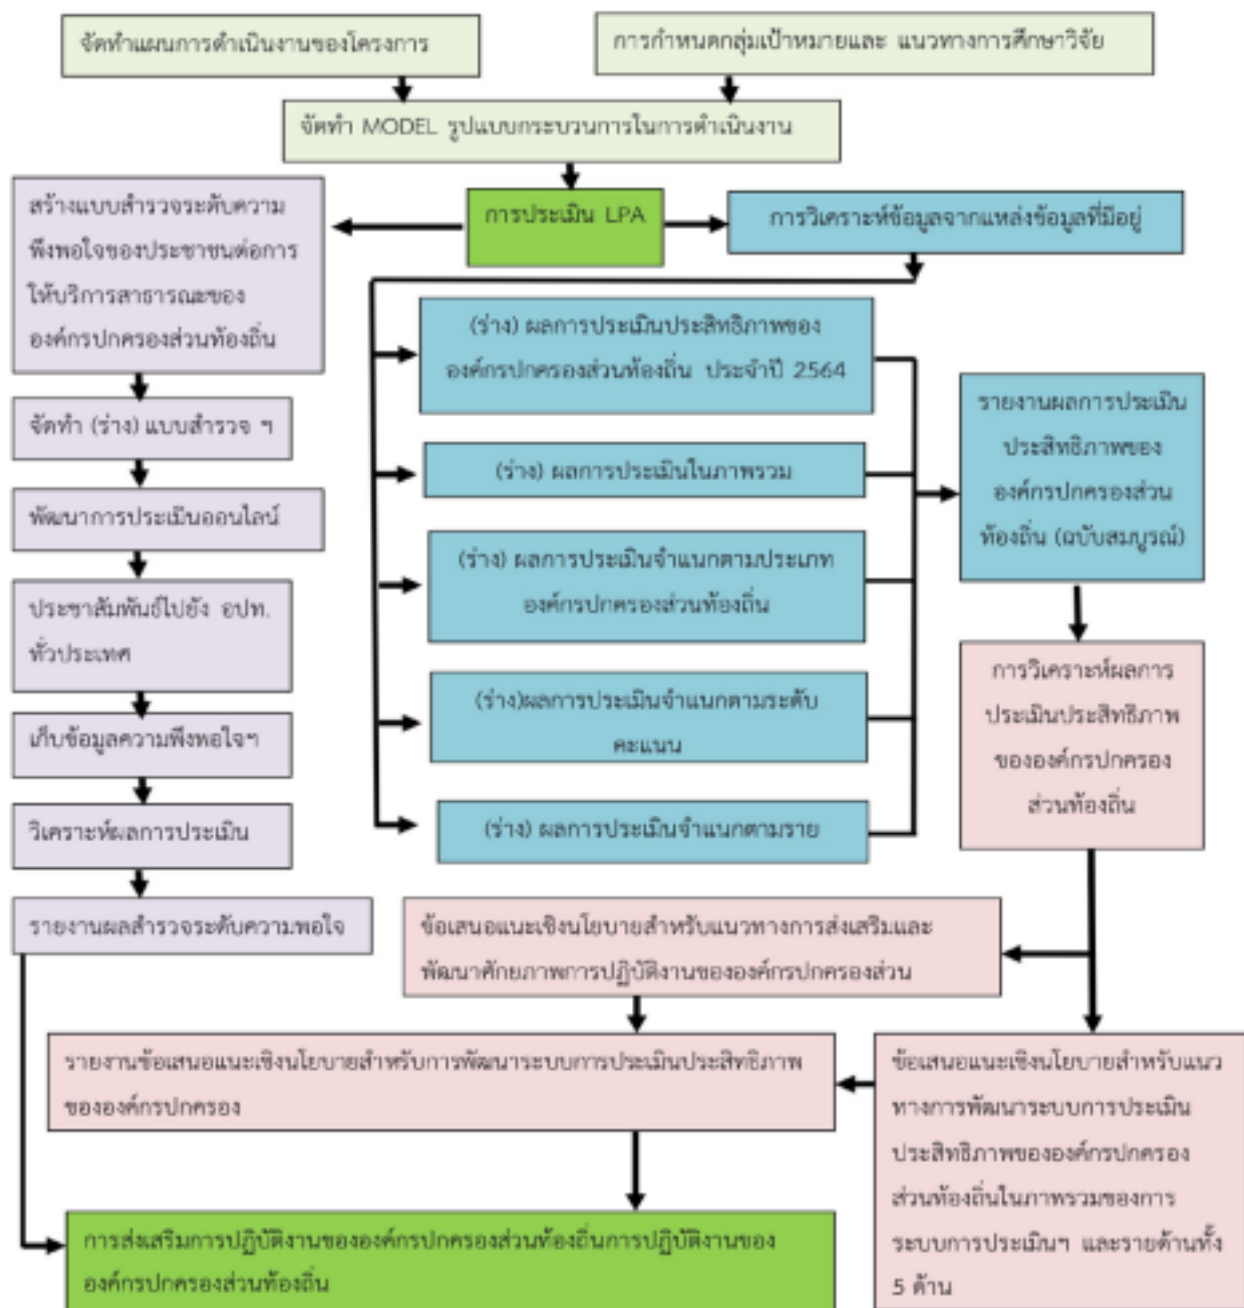 จัดทำแผนการดำเนินงานของโครงการ
การกำหนดกลุ่มเป้าหมายและ แนวทางการศึกษาวิจัย
จัดทำ MODEL รูปแบบกระบวนการในการดำเนินงาน
การประเมิน LPA
สร้างแบบสำรวจระดับความ
พึงพอใจของประชาชนต่อการ
ให้บริการสาธารณะของ
องค์กรปกครองส่วนท้องถิ่น
จัดทำ (ร่าง) แบบสำรวจ ฯ
พัฒนาการประเมินออนไลน์
ประชาสัมพันธ์ไปยัง อปท.
ทั่วประเทศ
เก็บข้อมูลความพึงพอใจฯ
วิเคราะห์ผลการประเมิน
รายงานผลสำรวจระดับความพอใจ
การวิเคราะห์ข้อมูลจากแหล่งข้อมูลที่มีอยู่
(ร่าง) ผลการประเมินประสิทธิภาพของ
องค์กรปกครองส่วนท้องถิ่น ประจำปี 2564
(ร่าง) ผลการประเมินในภาพรวม
(ร่าง) ผลการประเมินจำแนกตามประเภท
องค์กรปกครองส่วนท้องถิ่น
(ร่าง)ผลการประเมินจำแนกตามระดับ
คะแนน
(ร่าง) ผลการประเมินจำแนกตามราย
รายงานผลการประเมิน
ประสิทธิภาพของ
องค์กรปกครองส่วน
ท้องถิ่น (ฉบับสมบูรณ์)
การวิเคราะห์ผลการ
ประเมินประสิทธิภาพ
ขององค์กรปกครอง
ส่วนท้องถิ่น
ข้อเสนอแนะเชิงนโยบายสำหรับแนวทางการส่งเสริมและ
พัฒนาศักยภาพการปฏิบัติงานขององค์กรปกครองส่วน
รายงานข้อเสนอแนะเชิงนโยบายสำหรับการพัฒนาระบบการประเมินประสิทธิภาพ
ขององค์กรปกครอง
ข้อเสนอแนะเชิงนโยบายสำหรับแนว
ทางการพัฒนาระบบการประเมิน
ประสิทธิภาพขององค์กรปกครอง
ส่วนท้องถิ่นในภาพรวมของการ
ระบบการประเมินฯ และรายด้านทั้ง
5 ด้าน
การส่งเสริมการปฏิบัติงานขององค์กรปกครองส่วนท้องถิ่นการปฏิบัติงานของ
องค์กรปกครองส่วนท้องถิ่น